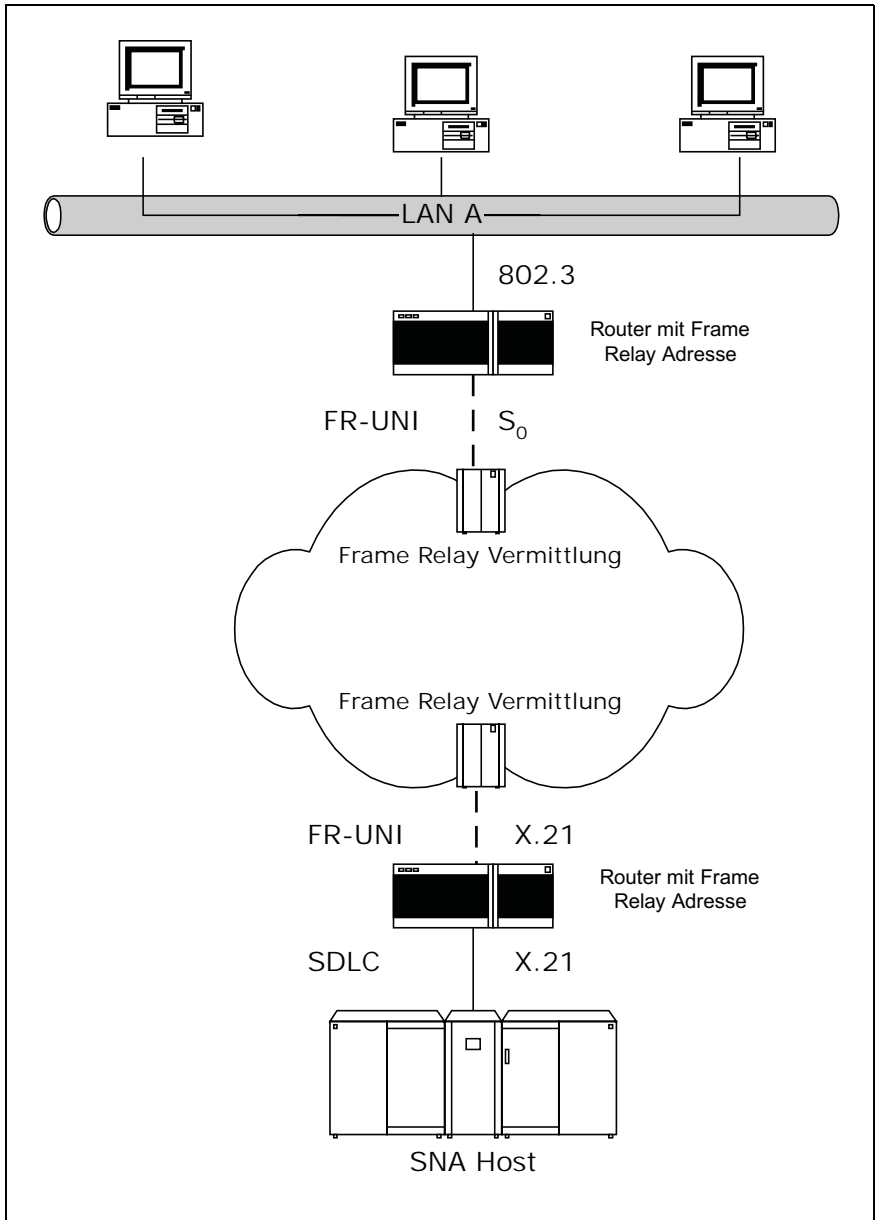 LAN A
802.3
Router mit Frame
Relay Adresse
FR-UNI S₀
Frame Relay Vermittlung
Frame Relay Vermittlung
FR-UNI X.21
Router mit Frame
Relay Adresse
SDLC X.21
SNA Host